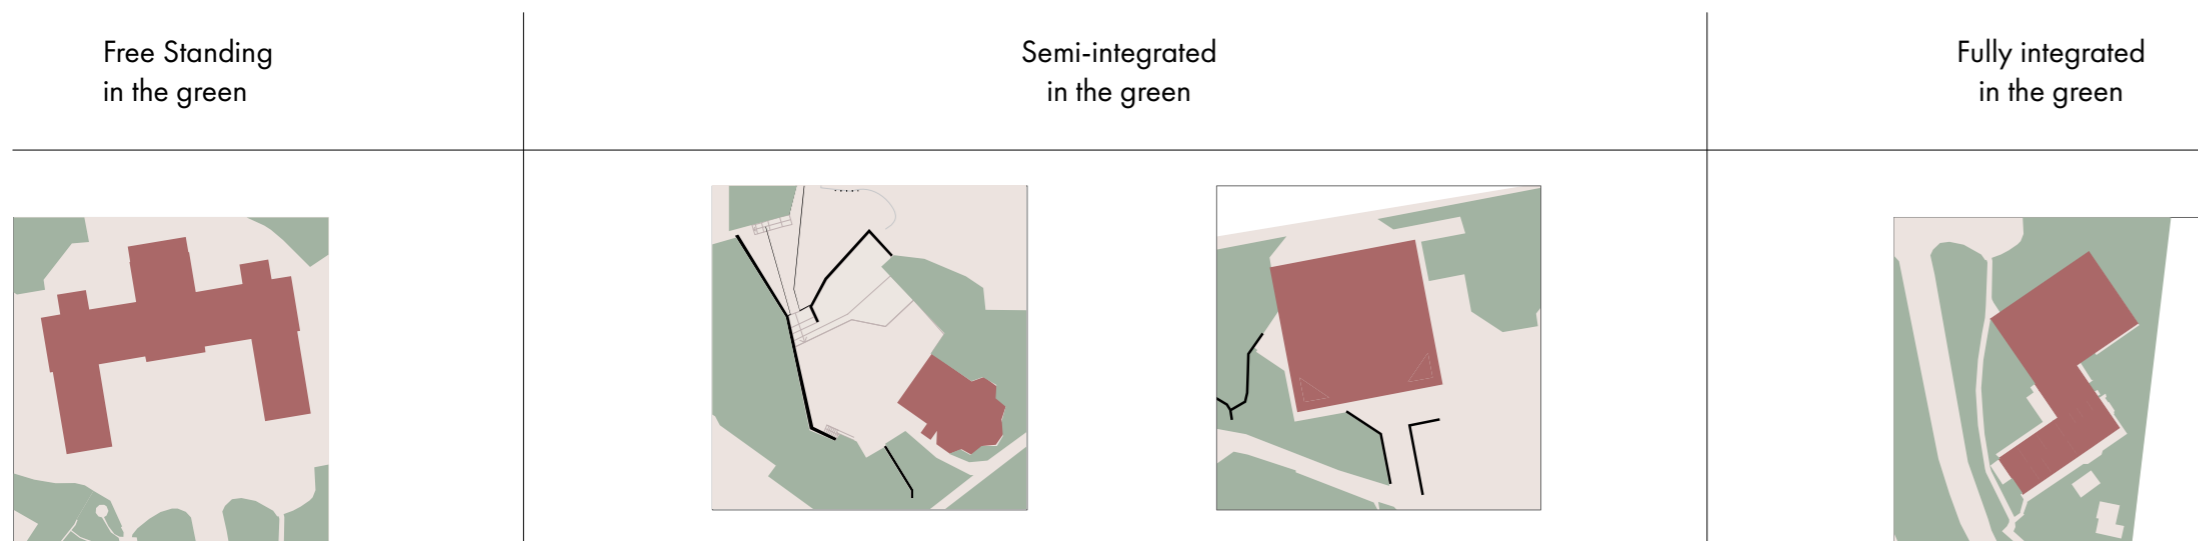 Free Standing
in the green
Semi-integrated
in the green
Fully integrated
in the green